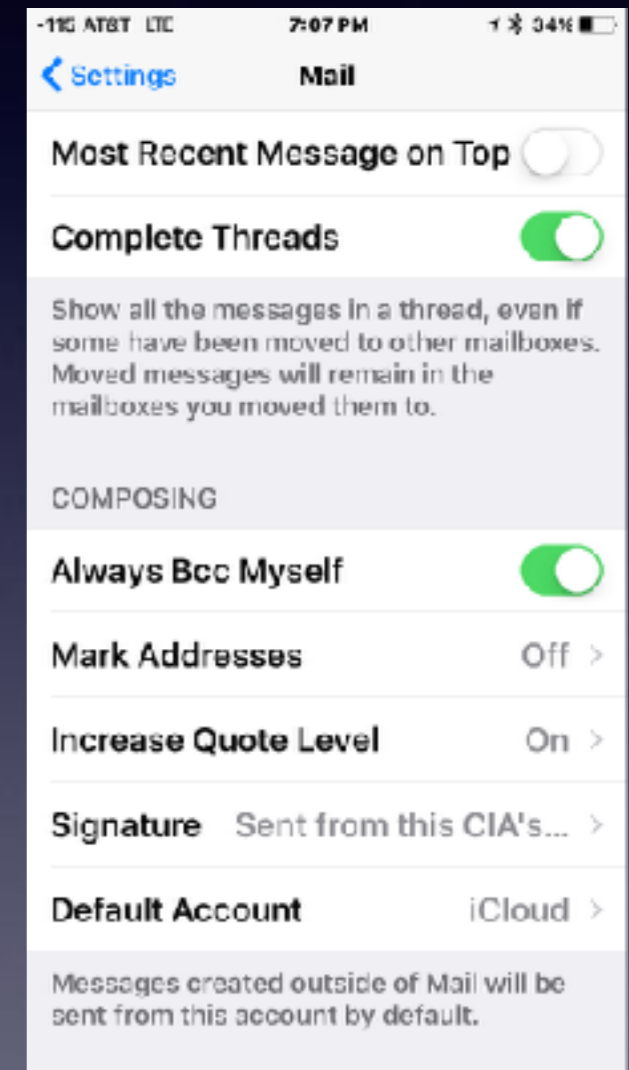 -115 AT&T LTE 7:07 PM 34%
Settings Mail
Most Recent Message on Top
Complete Threads
Show all the messages in a thread, even if
some have been moved to other mailboxes.
Moved messages will remain in the
mailboxes you moved them to.
COMPOSING
Always Bcc Myself
Mark Addresses Off
Increase Quote Level On
Signature Sent from this CIA's...
Default Account iCloud
Messages created outside of Mail will be
sent from this account by default.